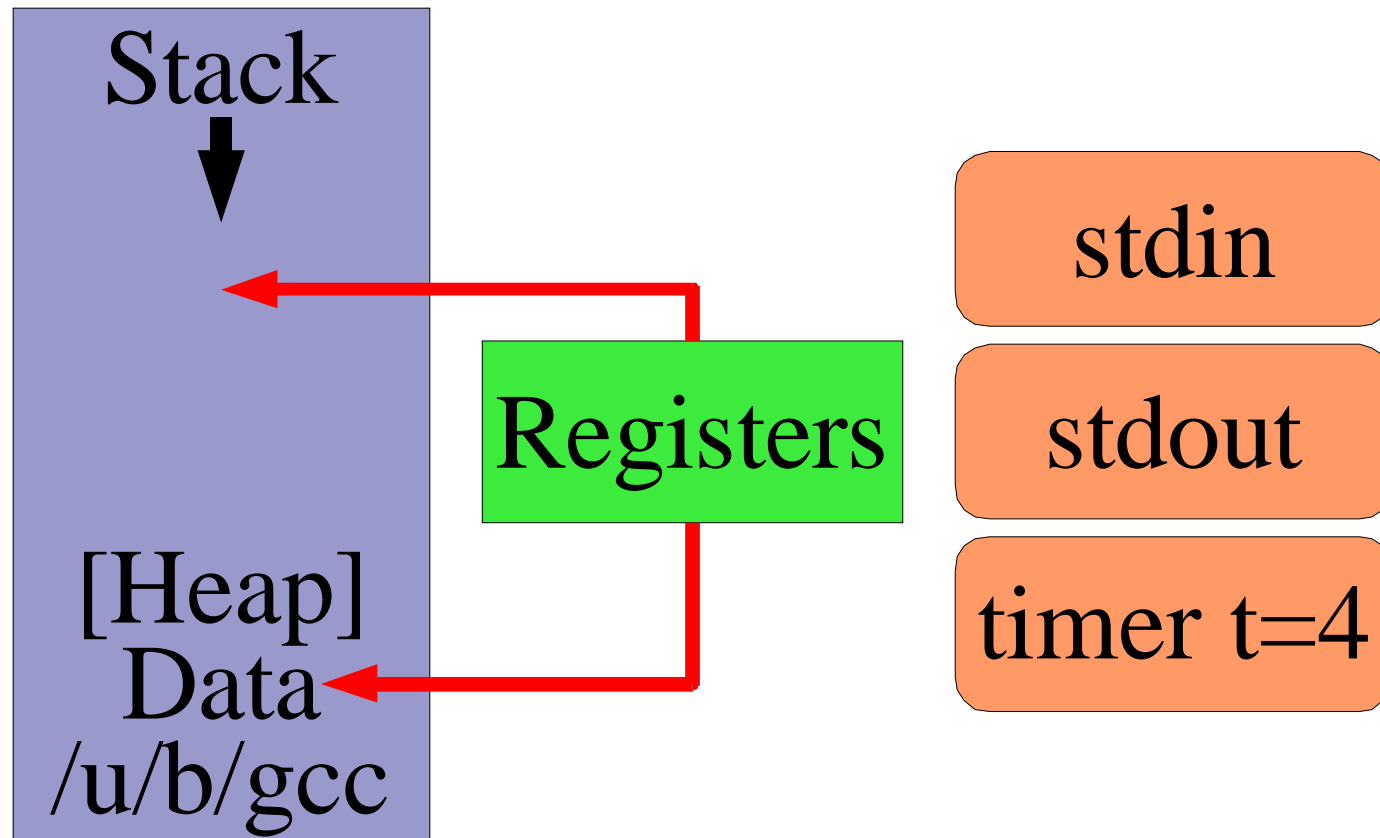 Stack
[Heap]
Data
/u/b/gcc
Registers
stdin
stdout
timer t=4